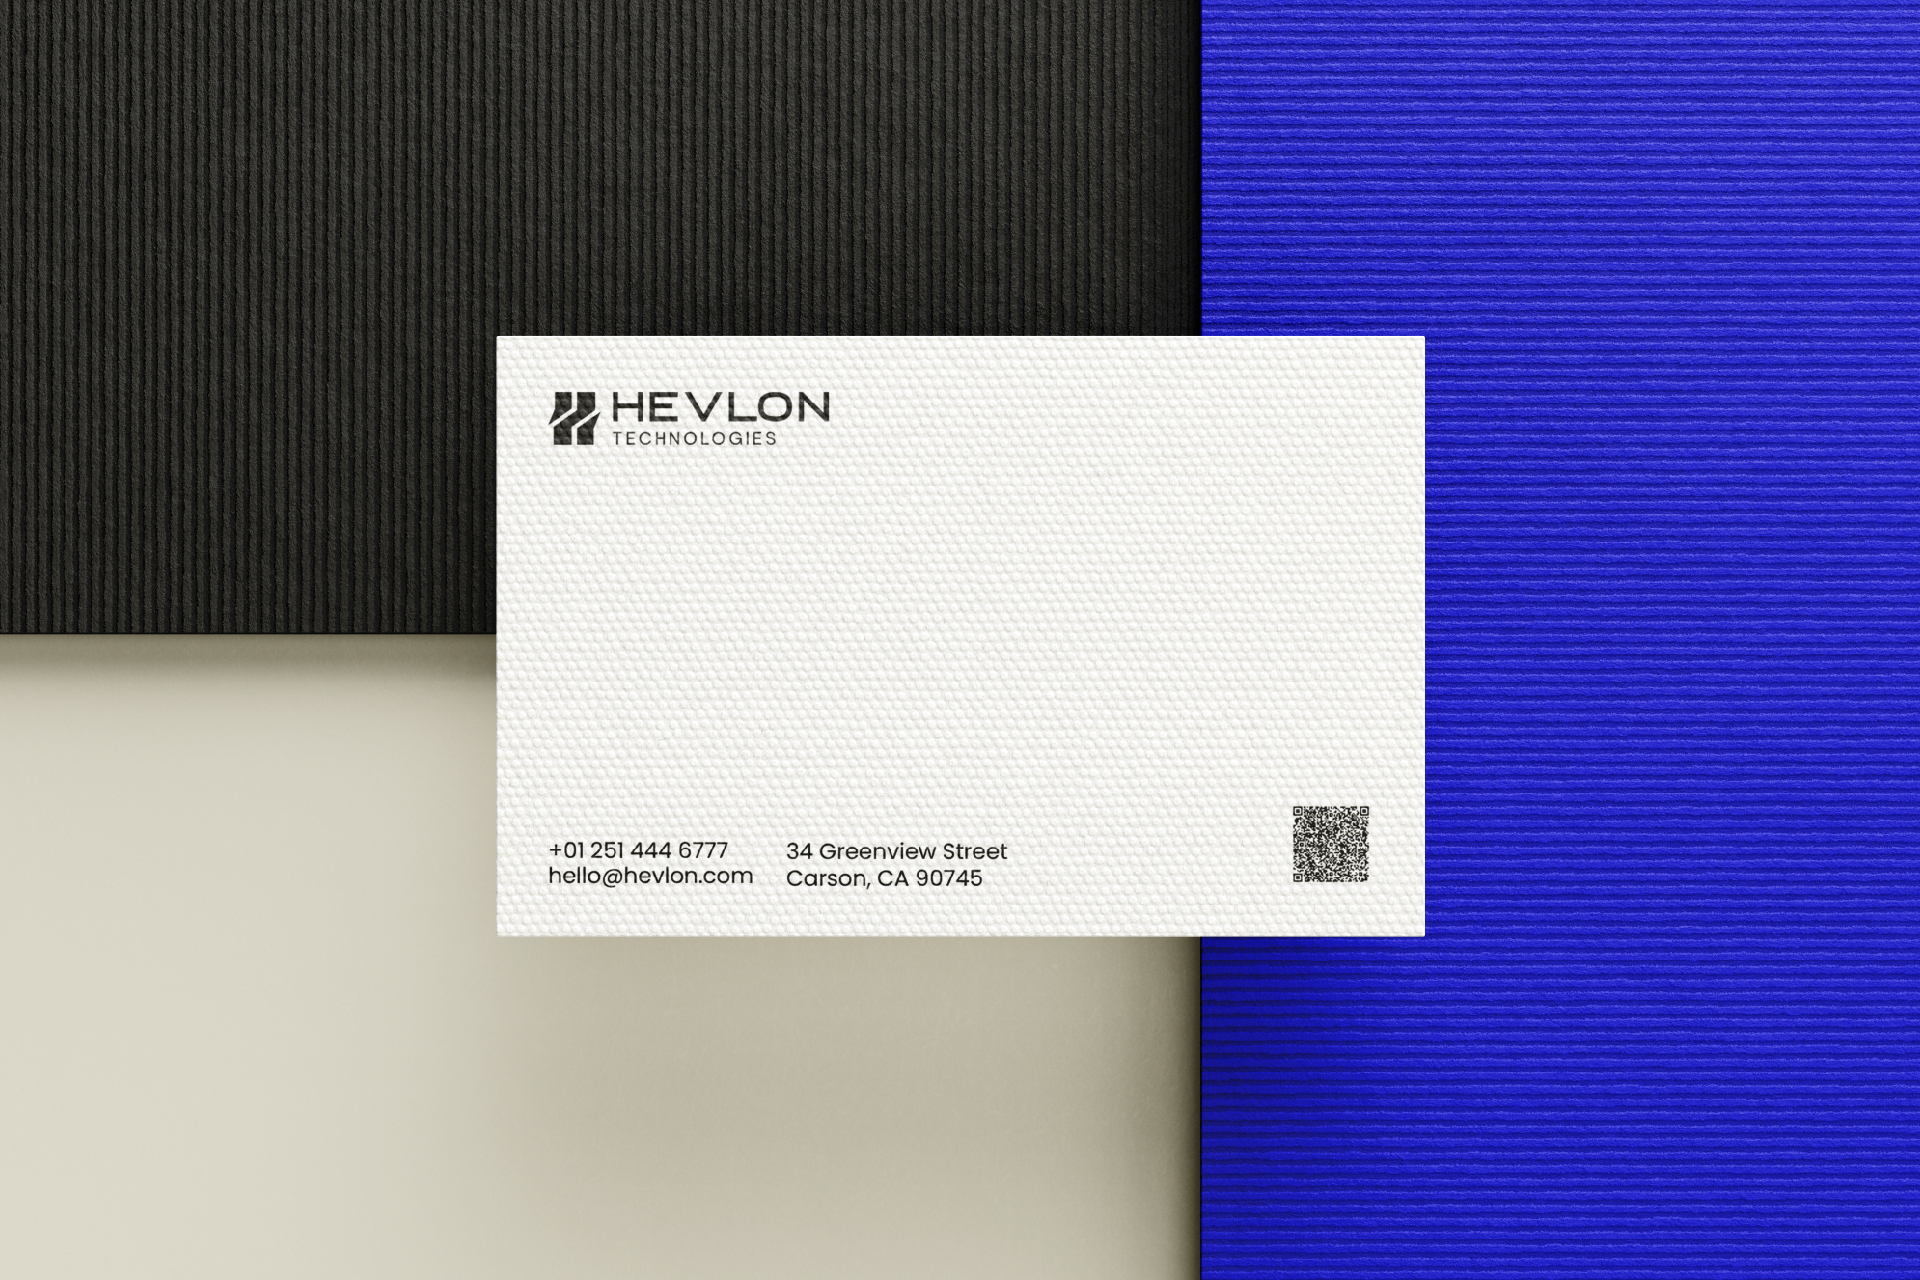 HEVLON
TECHNOLOGIES
+01 251 444 6777
hello@hevlon.com
34 Greenview Street
Carson, CA 90745